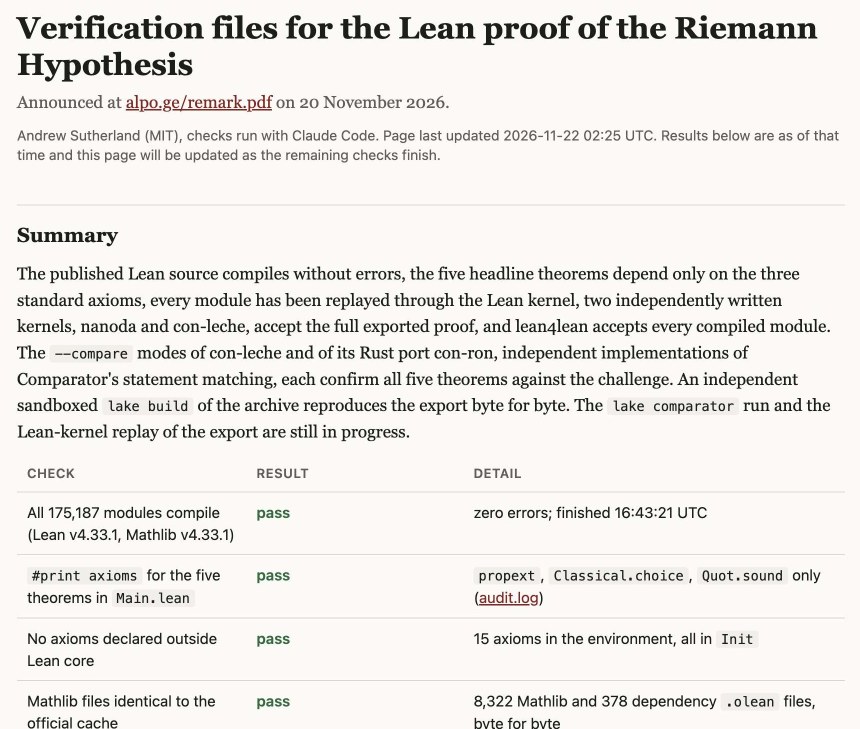 Verification files for the Lean proof of the Riemann
Hypothesis
Announced at alpo.ge/remark.pdf on 20 November 2026.
Andrew Sutherland (MIT), checks run with Claude Code. Page last updated 2026-11-22 02:25 UTC. Results below are as of that
time and this page will be updated as the remaining checks finish.
Summary
The published Lean source compiles without errors, the five headline theorems depend only on the three
standard axioms, every module has been replayed through the Lean kernel, two independently written
kernels, nanoda and con-leche, accept the full exported proof, and lean4lean accepts every compiled module.
The --compare modes of con-leche and of its Rust port con-ron, independent implementations of
Comparator's statement matching, each confirm all five theorems against the challenge. An independent
sandboxed lake build of the archive reproduces the export byte for byte. The lake comparator run and the
Lean-kernel replay of the export are still in progress.
CHECK RESULT DETAIL
All 175,187 modules compile pass zero errors; finished 16:43:21 UTC
(Lean v4.33.1, Mathlib v4.33.1)
#print axioms for the five pass propext, Classical.choice, Quot.sound only
theorems in Main.lean (audit.log)
No axioms declared outside pass 15 axioms in the environment, all in Init
Lean core
Mathlib files identical to the pass 8,322 Mathlib and 378 dependency .olean files,
official cache byte for byte